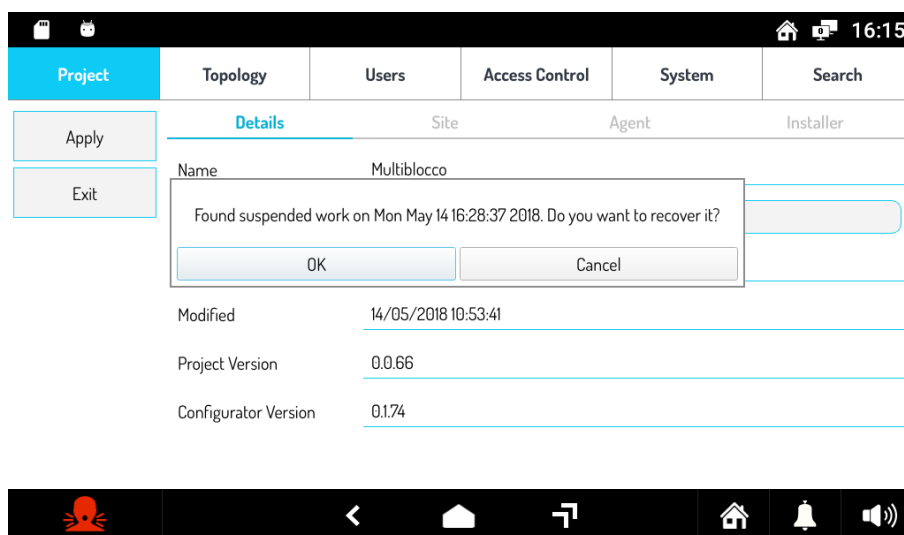 16:15
Project Topology Users Access Control System Search
Apply
Exit
Details Site Agent Installer
Name Multiblocco
Found suspended work on Mon May 14 16:28:37 2018. Do you want to recover it?
OK Cancel
Modified 14/05/2018 10:53:41
Project Version 0.0.66
Configurator Version 0.1.74